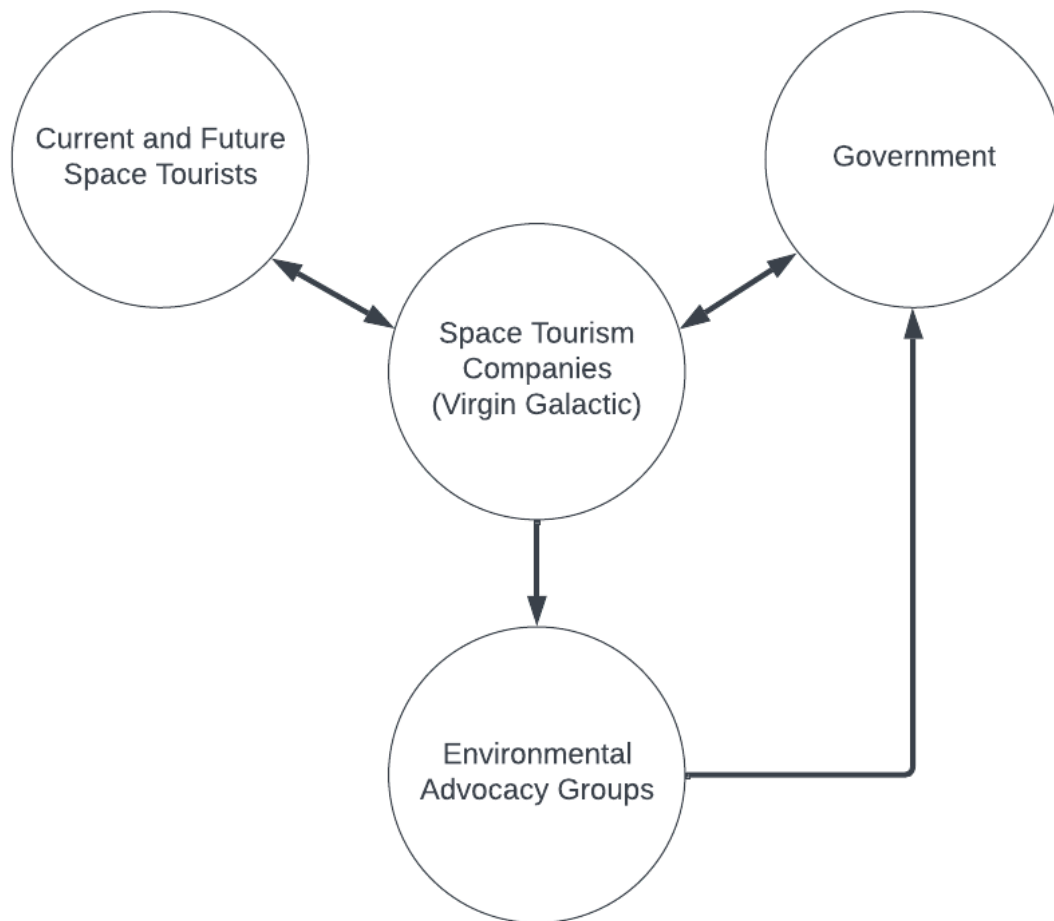 Current and Future
Space Tourists
Government
Space Tourism
Companies
(Virgin Galactic)
Environmental
Advocacy Groups